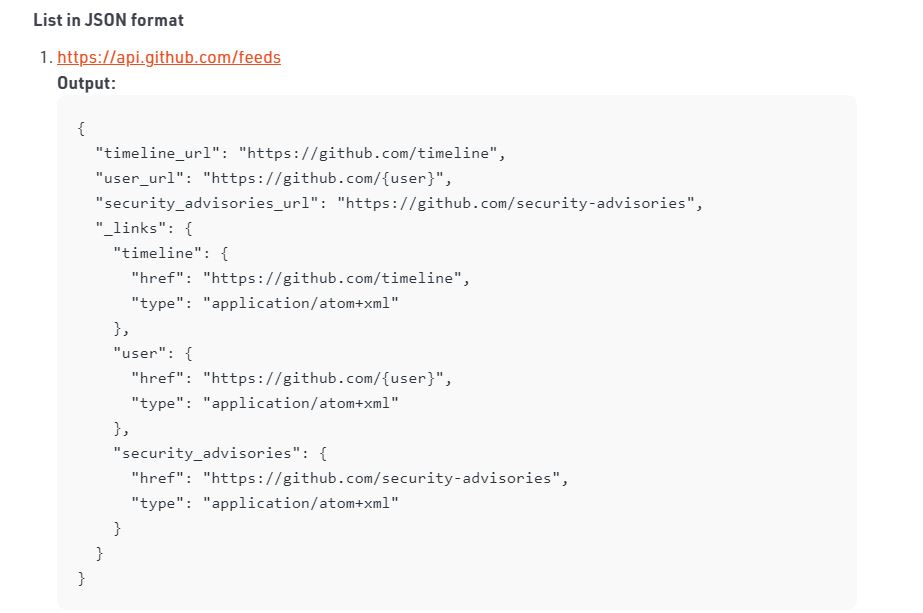 List in JSON format
1. https://api.github.com/feeds
Output:
{
  "timeline_url": "https://github.com/timeline",
  "user_url": "https://github.com/{user}",
  "security_advisories_url": "https://github.com/security-advisories",
  "_links": {
    "timeline": {
      "href": "https://github.com/timeline",
      "type": "application/atom+xml"
    },
    "user": {
      "href": "https://github.com/{user}",
      "type": "application/atom+xml"
    },
    "security_advisories": {
      "href": "https://github.com/security-advisories",
      "type": "application/atom+xml"
    }
  }
}